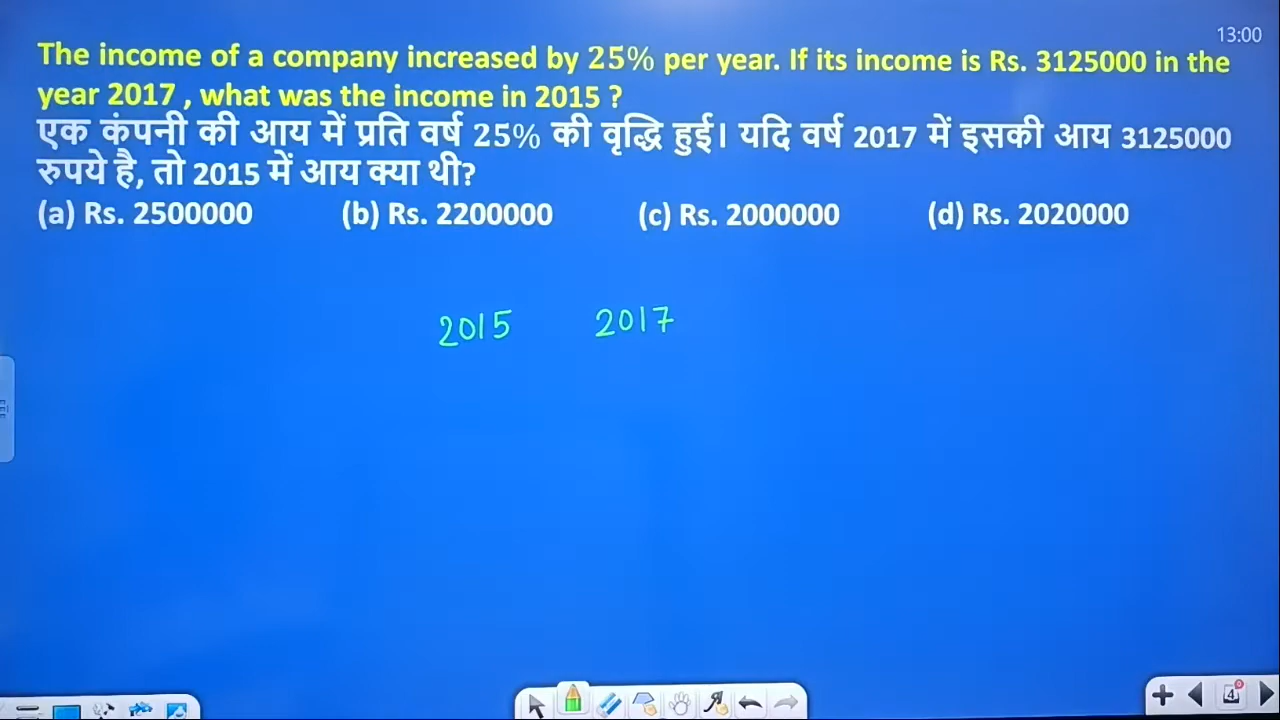 13:00
The income of a company increased by 25% per year. If its income is Rs. 3125000 in the
year 2017 , what was the income in 2015 ?
एक कंपनी की आय में प्रति वर्ष 25% की वृद्धि हुई। यदि वर्ष 2017 में इसकी आय 3125000
रुपये है, तो 2015 में आय क्या थी?
(a) Rs. 2500000 (b) Rs. 2200000 (c) Rs. 2000000 (d) Rs. 2020000
2015 2017
4